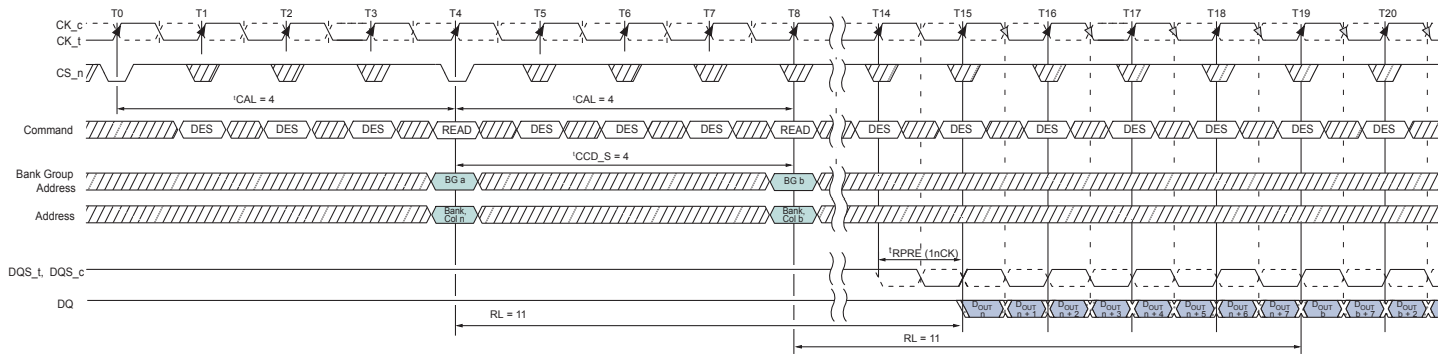 T0 T1 T2 T3 T4 T5 T6 T7 T8 T14 T15 T16 T17 T18 T19 T20
CK_c
CK_t
CS_n
tCAL = 4 tCAL = 4
Command DES DES DES READ DES DES DES READ DES DES DES DES DES DES DES
tCCD_S = 4
Bank Group
Address
BG a BG b
Address
Bank,
Col n
Bank,
Col b
tRPRE (1nCK)
DQS_t, DQS_c
DQ
DOUT
n
DOUT
n + 1
DOUT
n + 2
DOUT
n + 3
DOUT
n + 4
DOUT
n + 5
DOUT
n + 6
DOUT
n + 7
DOUT
b
DOUT
b + 7
DOUT
b + 2
RL = 11
RL = 11